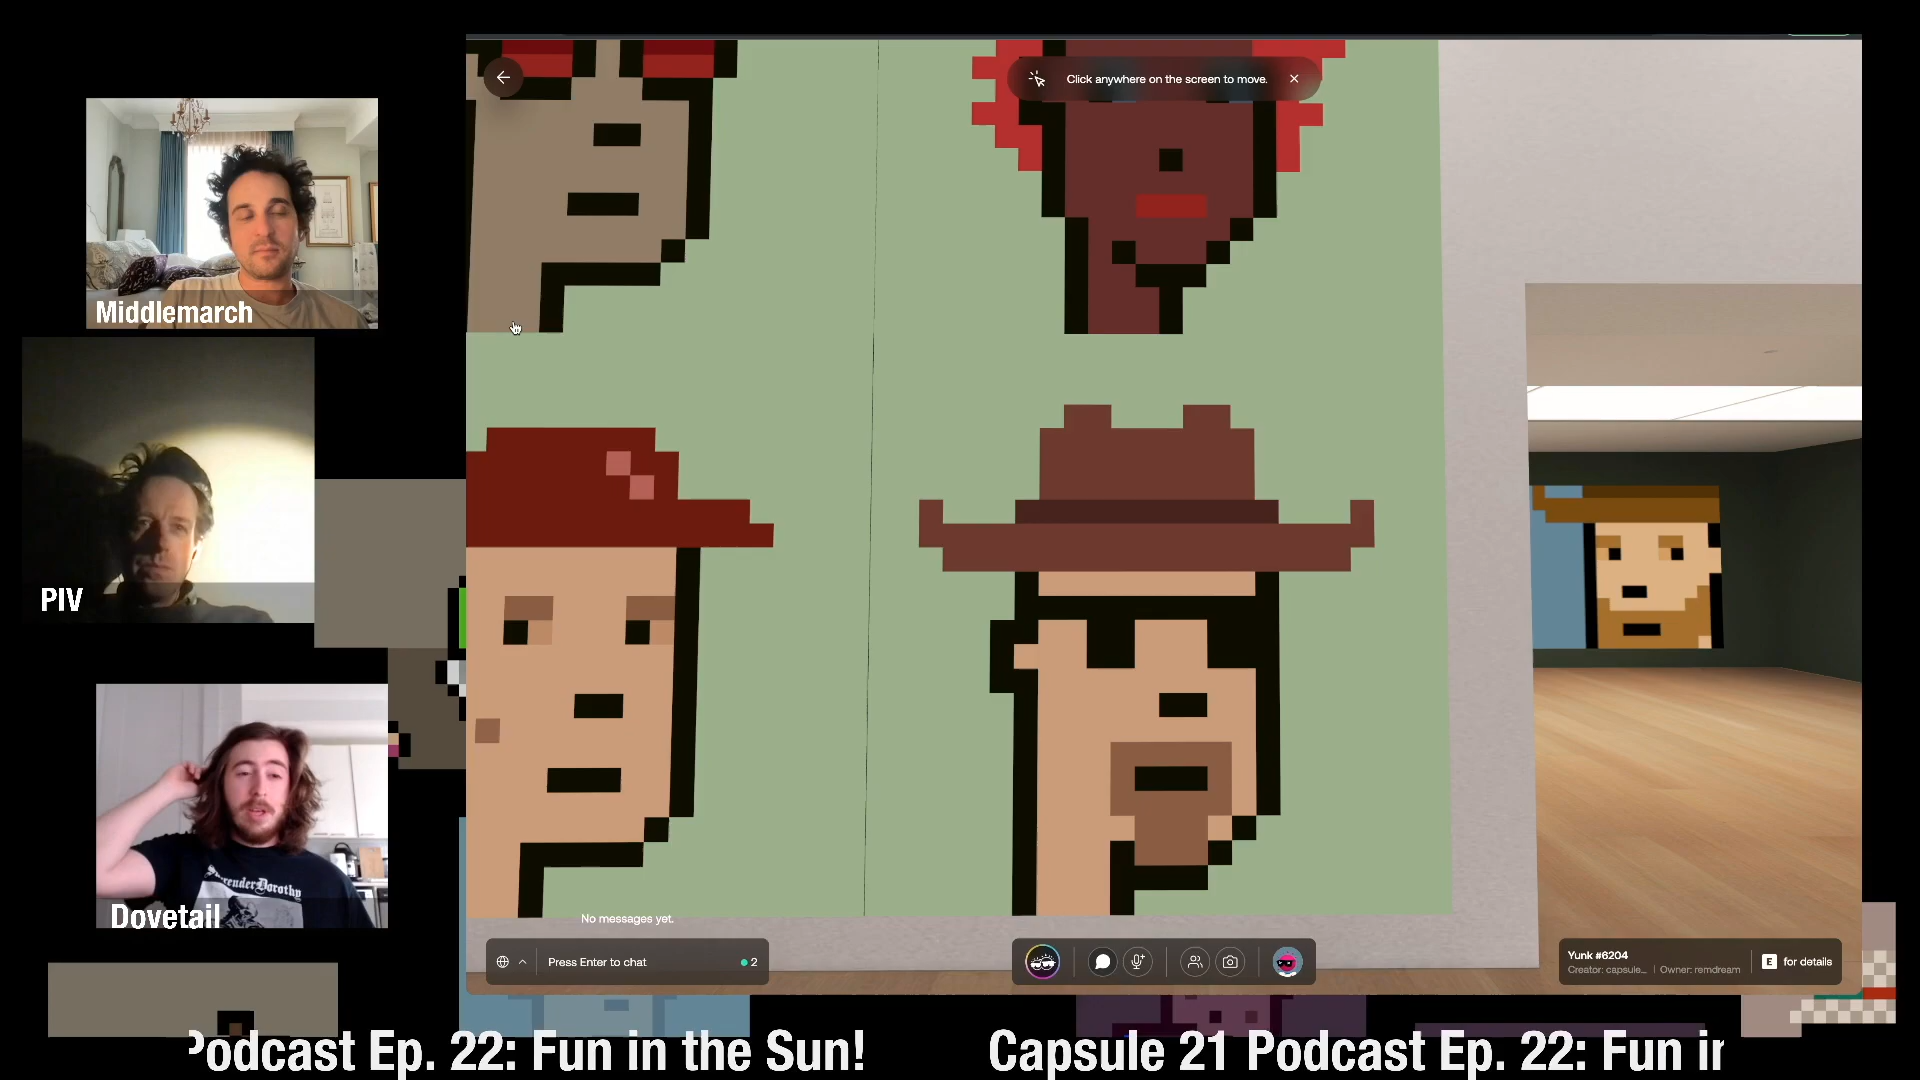 Click anywhere on the screen to move.
Middlemarch
PIV
SurrenderDorothy
Dovetail
No messages yet.
Press Enter to chat
2
Yunk #6204
Creator: capsule... | Owner: remdream
E for details
Podcast Ep. 22: Fun in the Sun!
Capsule 21 Podcast Ep. 22: Fun in